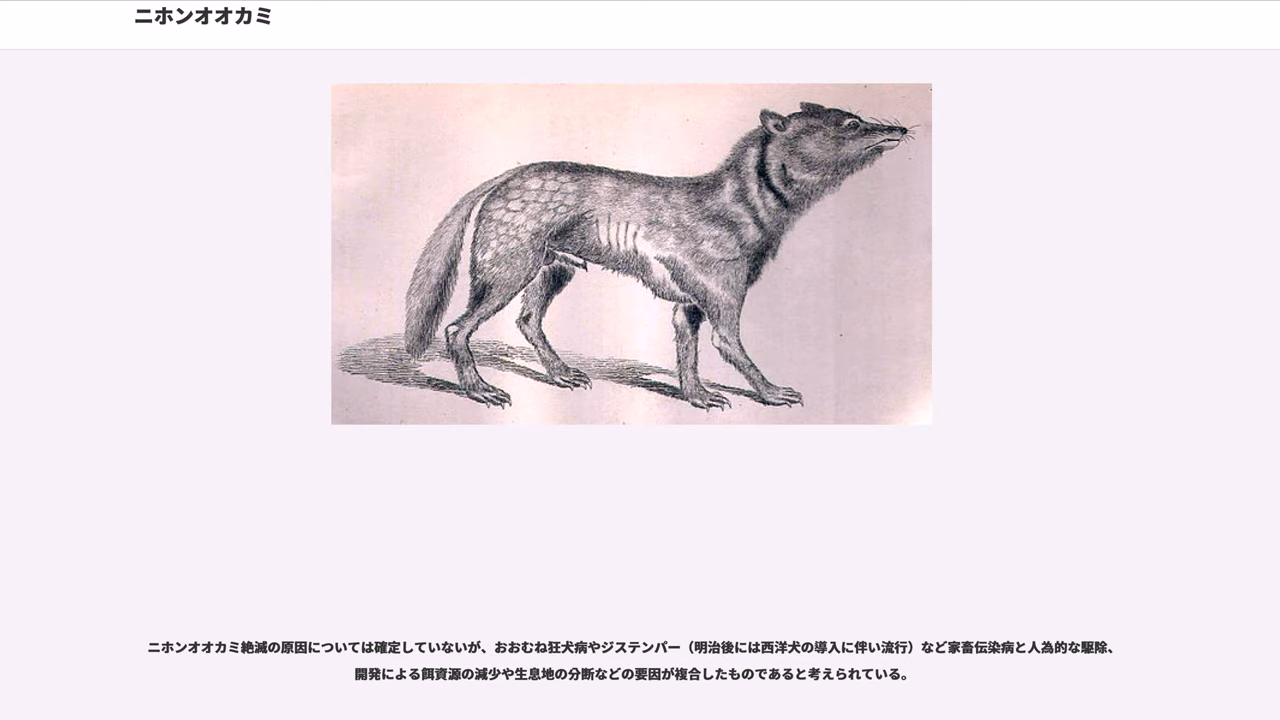 ニホンオオカミ
ニホンオオカミ絶滅の原因については確定していないが、おおむね狂犬病やジステンパー（明治後には西洋犬の導入に伴い流行）など家畜伝染病と人為的な駆除、
開発による餌資源の減少や生息地の分断などの要因が複合したものであると考えられている。